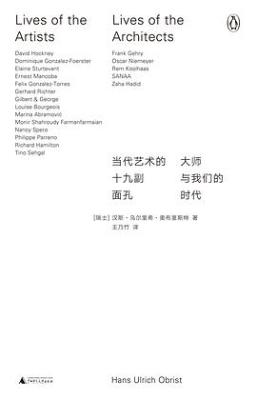 Lives of the
Artists
David Hockney
Dominique Gonzalez-Foerster
Elaine Sturtevant
Ernest Mancoba
Felix Gonzalez-Torres
Gerhard Richter
Gilbert & George
Louise Bourgeois
Marina Abramović
Monir Shahroudy Farmanfarmaian
Nancy Spero
Philippe Parreno
Richard Hamilton
Tino Sehgal
Lives of the
Architects
Frank Gehry
Oscar Niemeyer
Rem Koolhaas
SANAA
Zaha Hadid
当代艺术的
十九副
面孔
大师
与我们的
时代
[瑞士] 汉斯·乌尔里希·奥布里斯特 著
王乃竹 译
Hans Ulrich Obrist